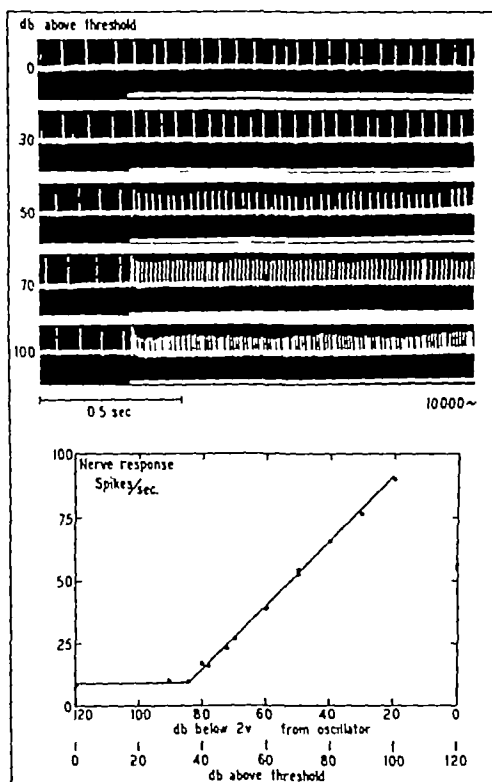 db above threshold
0
30
50
70
100
0.5 sec
10000~
100
75
50
25
0
Nerve response
Spikes/sec.
120 100 80 60 40 20 0
db below 2v from oscillator
0 20 40 60 80 100 120
db above threshold